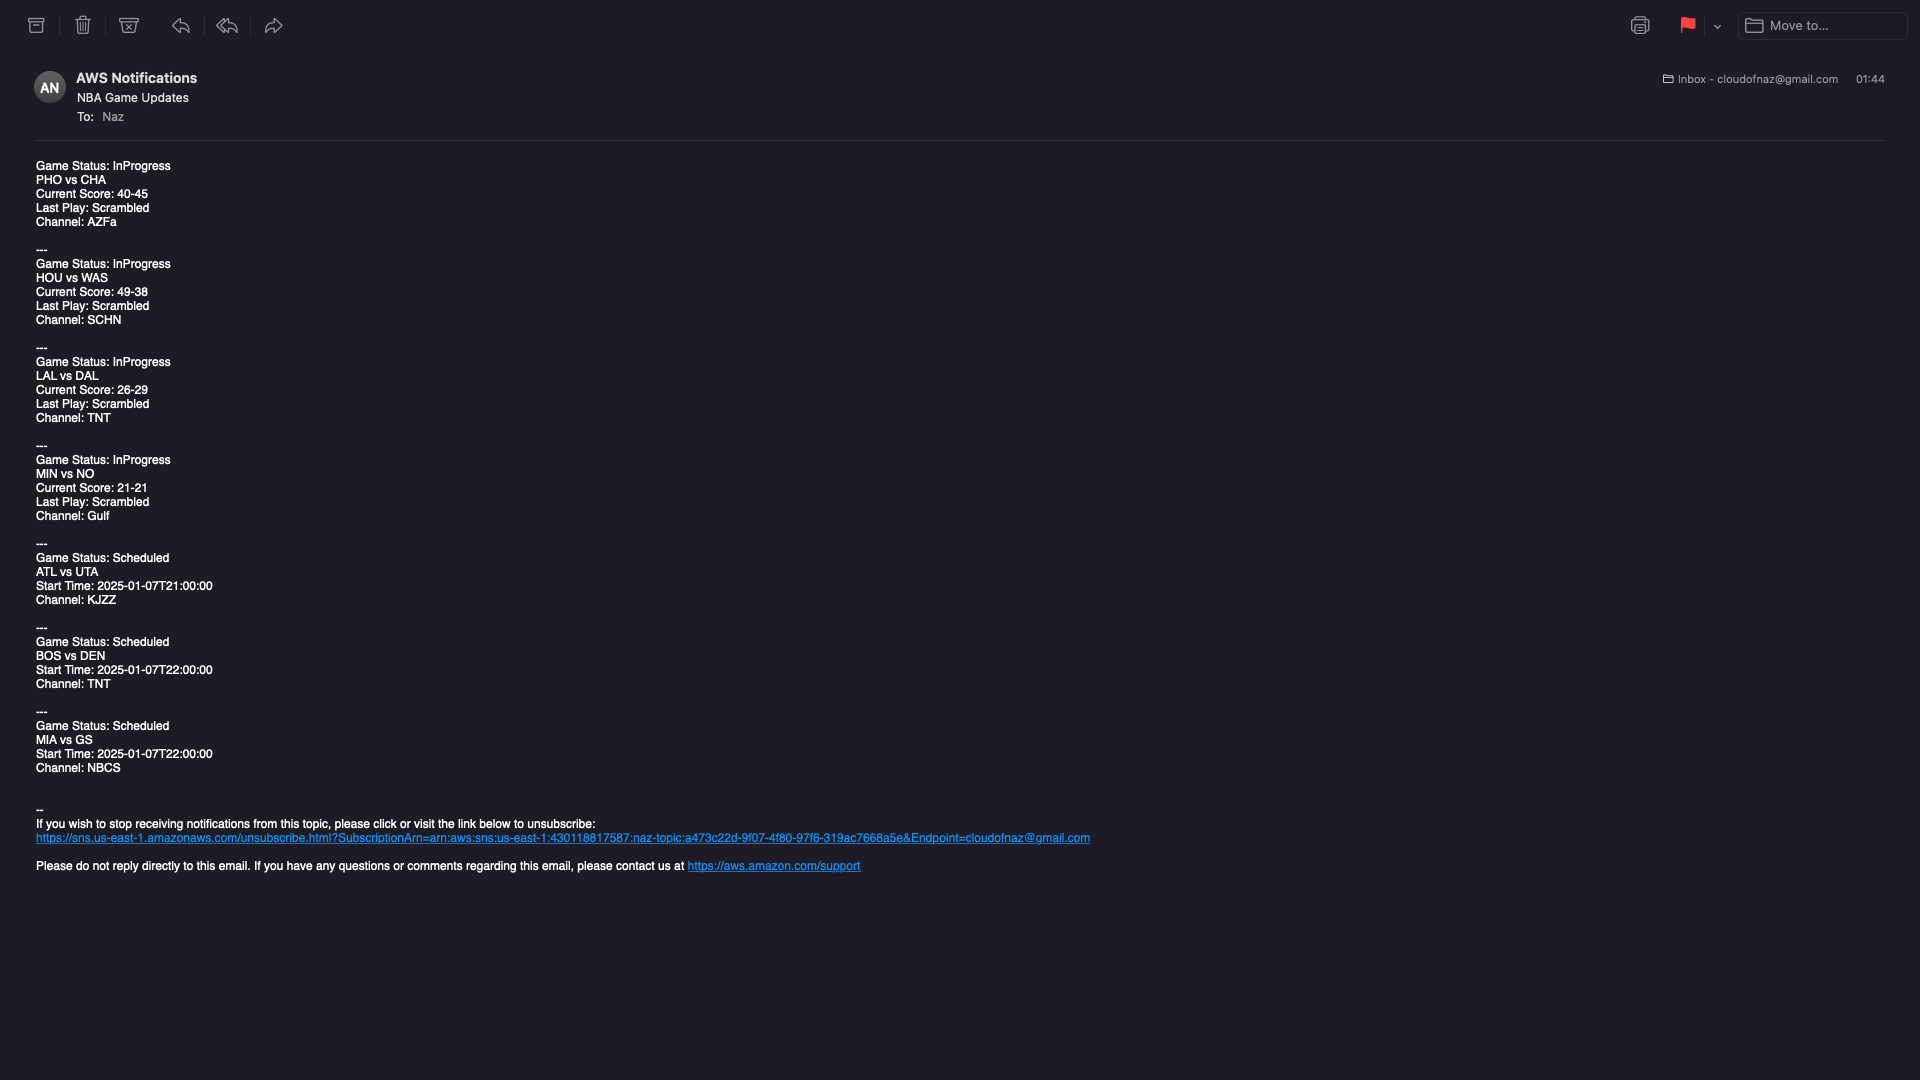 Move to...
AN
AWS Notifications
Inbox - cloudofnaz@gmail.com 01:44
NBA Game Updates
To: Naz
Game Status: InProgress
PHO vs CHA
Current Score: 40-45
Last Play: Scrambled
Channel: AZFa
---
Game Status: InProgress
HOU vs WAS
Current Score: 49-38
Last Play: Scrambled
Channel: SCHN
---
Game Status: InProgress
LAL vs DAL
Current Score: 26-29
Last Play: Scrambled
Channel: TNT
---
Game Status: InProgress
MIN vs NO
Current Score: 21-21
Last Play: Scrambled
Channel: Gulf
---
Game Status: Scheduled
ATL vs UTA
Start Time: 2025-01-07T21:00:00
Channel: KJZZ
---
Game Status: Scheduled
BOS vs DEN
Start Time: 2025-01-07T22:00:00
Channel: TNT
---
Game Status: Scheduled
MIA vs GS
Start Time: 2025-01-07T22:00:00
Channel: NBCS
--
If you wish to stop receiving notifications from this topic, please click or visit the link below to unsubscribe:
https://sns.us-east-1.amazonaws.com/unsubscribe.html?SubscriptionArn=arn:aws:sns:us-east-1:430118817587:naz-topic:a473c22d-9f07-4f80-97f6-319ac7668a5e&Endpoint=cloudofnaz@gmail.com
Please do not reply directly to this email. If you have any questions or comments regarding this email, please contact us at https://aws.amazon.com/support